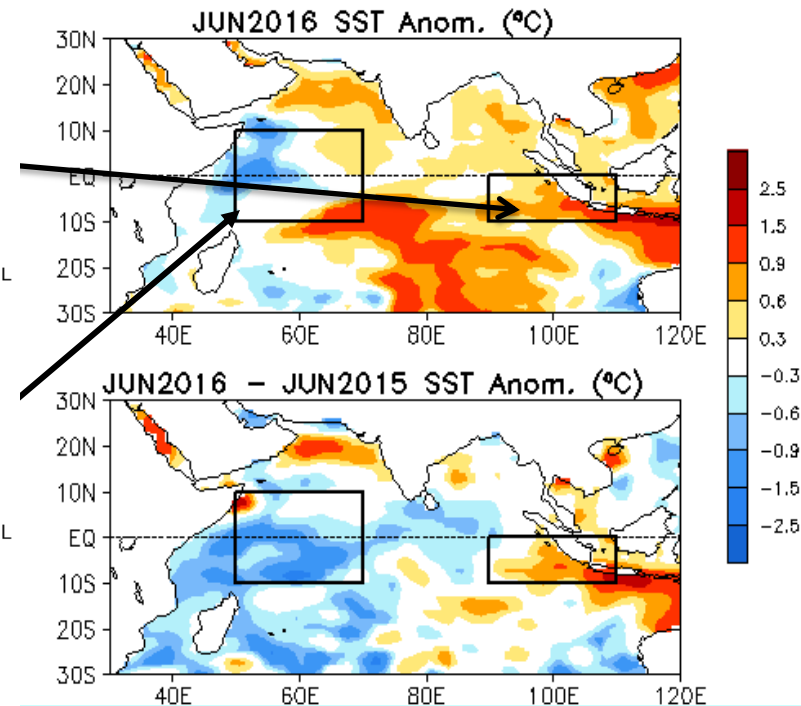 JUN2016 SST Anom. (ºC)
30N
20N
10N
EQ
10S
20S
30S
40E 60E 80E 100E 120E
L
JUN2016 - JUN2015 SST Anom. (ºC)
30N
20N
10N
EQ
10S
20S
30S
40E 60E 80E 100E 120E
L
2.5
1.5
0.9
0.6
0.3
-0.3
-0.6
-0.9
-1.5
-2.5